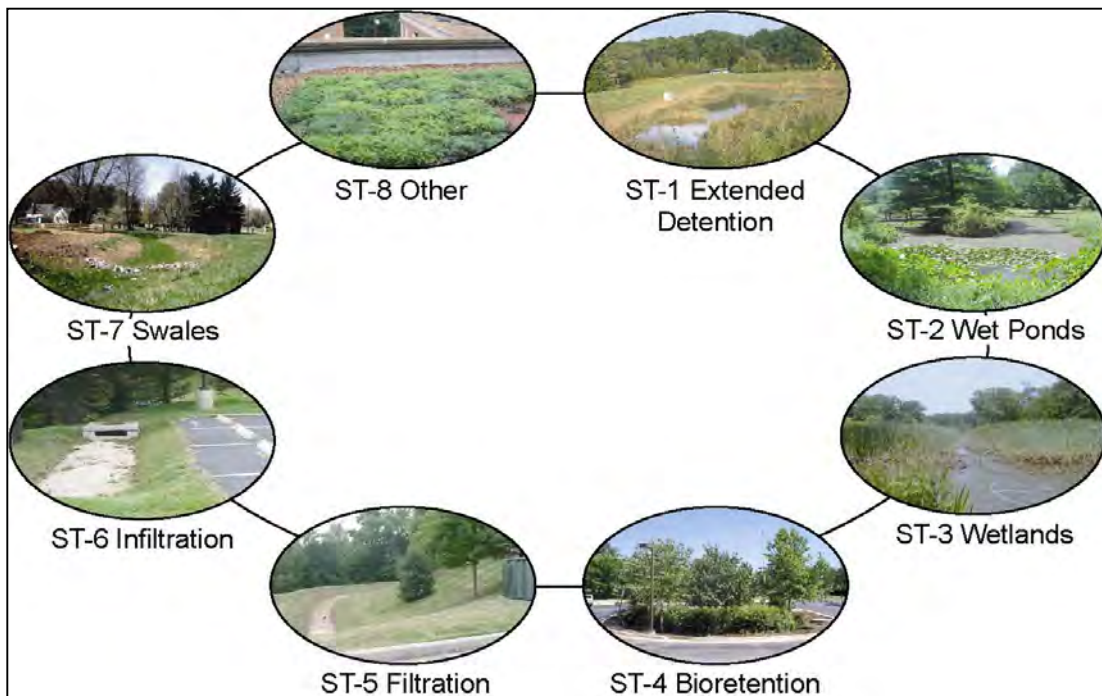 ST-8 Other
ST-1 Extended
Detention
ST-7 Swales
ST-2 Wet Ponds
ST-6 Infiltration
ST-3 Wetlands
ST-5 Filtration
ST-4 Bioretention